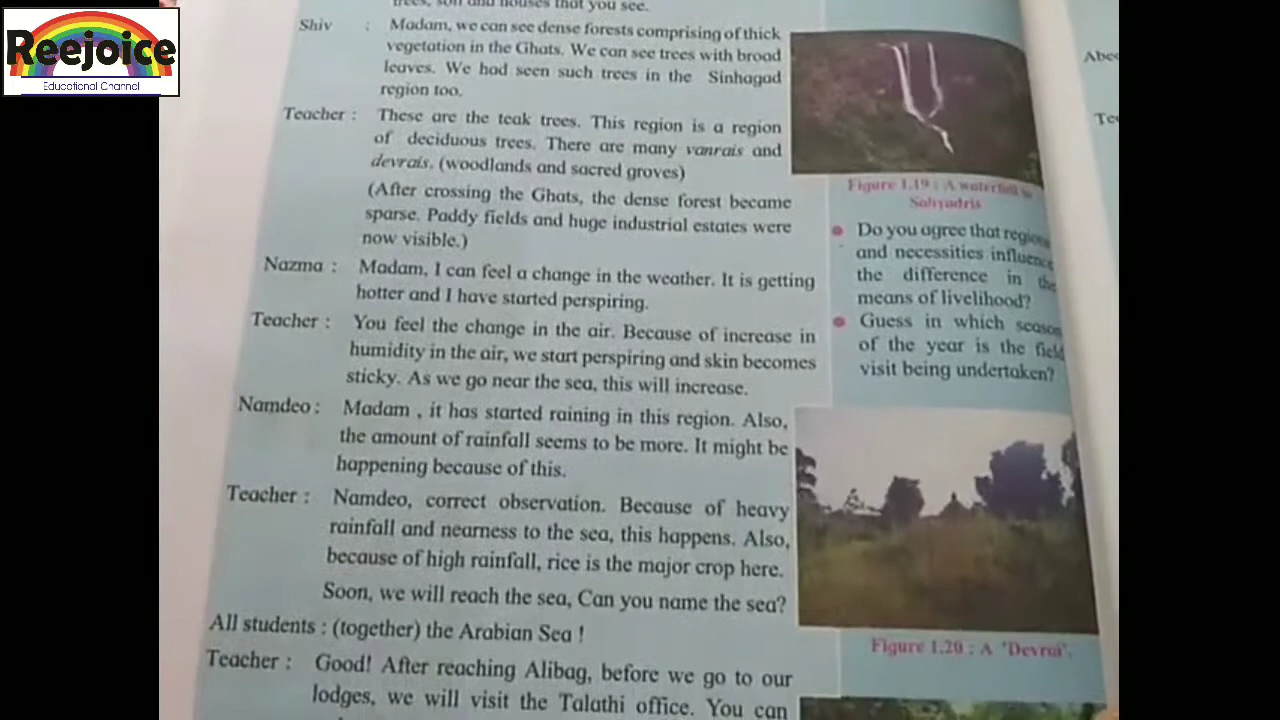 Reejoice
Educational Channel
trees, soil and houses that you see.
Shiv : Madam, we can see dense forests comprising of thick
vegetation in the Ghats. We can see trees with broad
leaves. We had seen such trees in the Sinhagad
region too.
Teacher : These are the teak trees. This region is a region
of deciduous trees. There are many vanrais and
devrais. (woodlands and sacred groves)
(After crossing the Ghats, the dense forest became
sparse. Paddy fields and huge industrial estates were
now visible.)
Nazma : Madam, I can feel a change in the weather. It is getting
hotter and I have started perspiring.
Teacher : You feel the change in the air. Because of increase in
humidity in the air, we start perspiring and skin becomes
sticky. As we go near the sea, this will increase.
Namdeo : Madam , it has started raining in this region. Also,
the amount of rainfall seems to be more. It might be
happening because of this.
Teacher : Namdeo, correct observation. Because of heavy
rainfall and nearness to the sea, this happens. Also,
because of high rainfall, rice is the major crop here.
Soon, we will reach the sea, Can you name the sea?
All students : (together) the Arabian Sea !
Teacher : Good! After reaching Alibag, before we go to our
lodges, we will visit the Talathi office. You can
Figure 1.19 : A waterfall in
Sahyadris
● Do you agree that regions
and necessities influence
the difference in the
means of livelihood?
● Guess in which season
of the year is the field
visit being undertaken?
Figure 1.20 : A 'Devrai'.